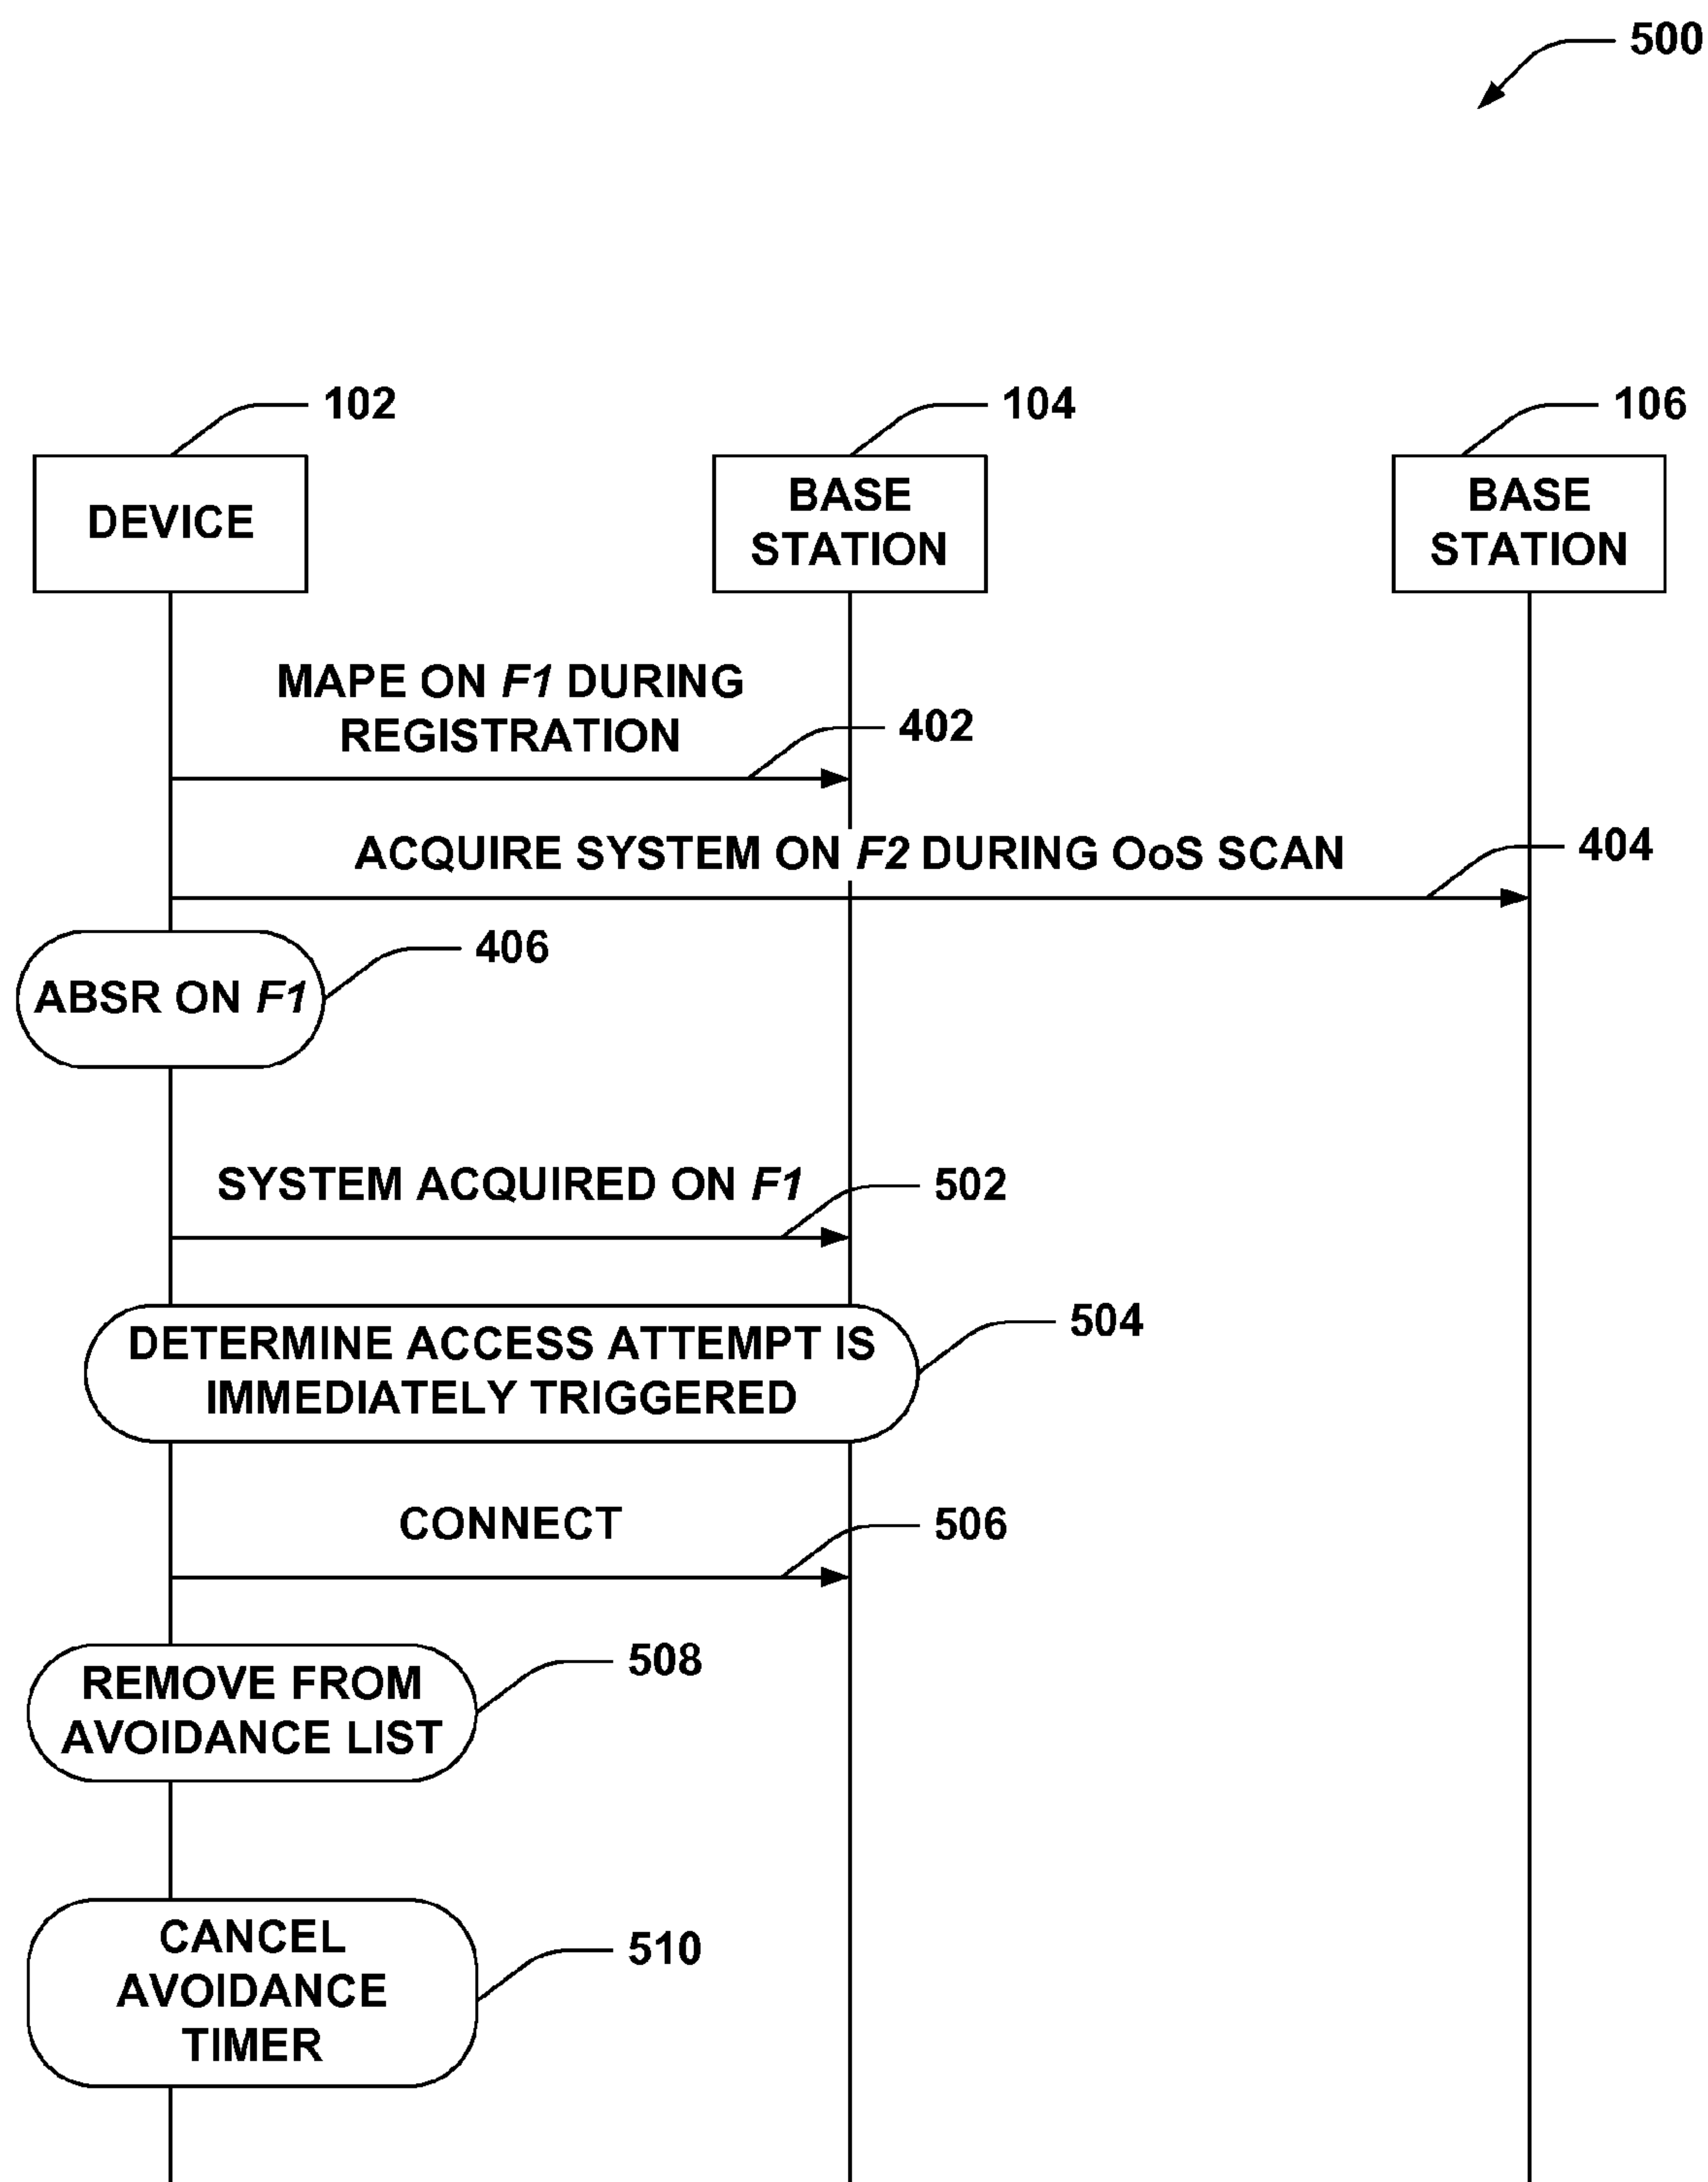 500
102
104
106
DEVICE
BASE
STATION
BASE
STATION
MAPE ON F1 DURING
REGISTRATION
402
ACQUIRE SYSTEM ON F2 DURING OoS SCAN
404
406
ABSR ON F1
SYSTEM ACQUIRED ON F1
502
DETERMINE ACCESS ATTEMPT IS
IMMEDIATELY TRIGGERED
504
CONNECT
506
REMOVE FROM
AVOIDANCE LIST
508
CANCEL
AVOIDANCE
TIMER
510